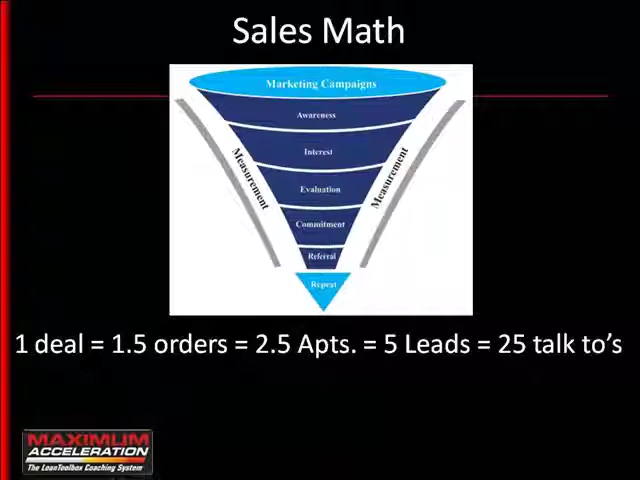 Sales Math
Marketing Campaigns
Awareness
Interest
Measurement
Measurement
Evaluation
Commitment
Referral
Repeat
1 deal = 1.5 orders = 2.5 Apts. = 5 Leads = 25 talk to's
MAXIMUM
ACCELERATION
The LoanToolbox Coaching System